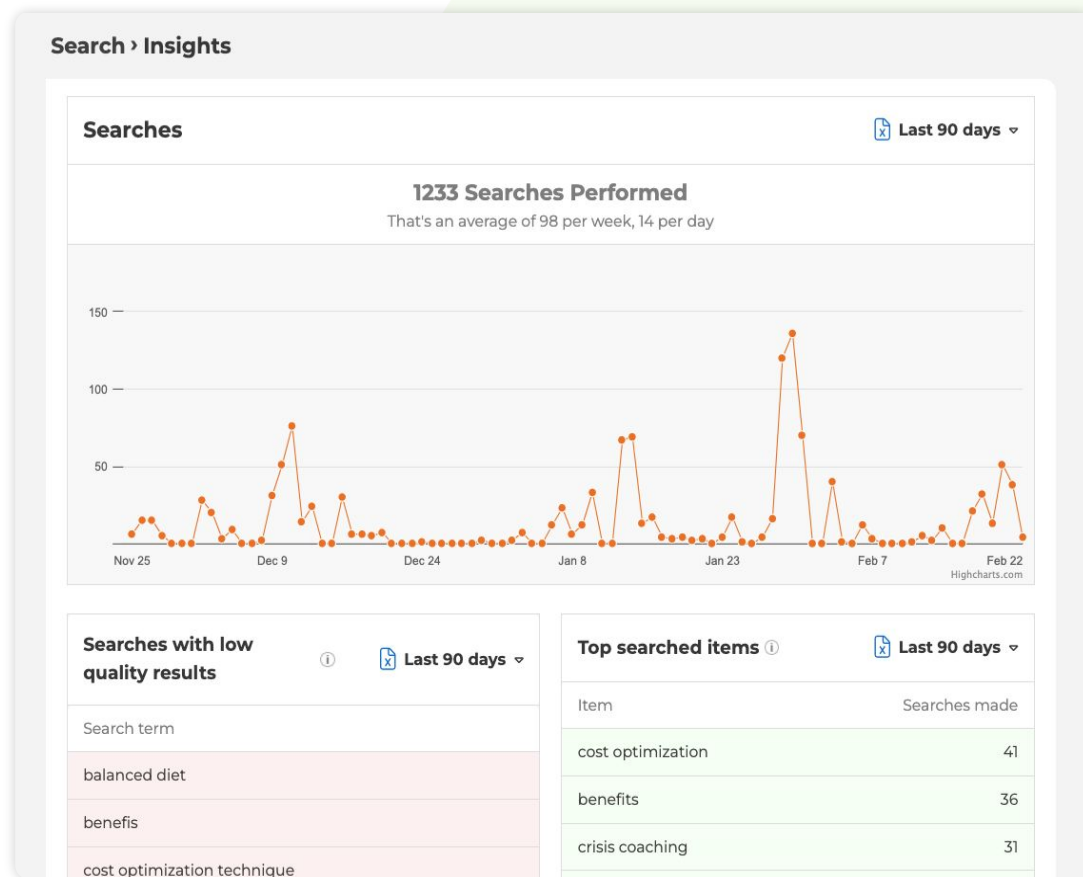 Search › Insights
Searches
Last 90 days
1233 Searches Performed
That's an average of 98 per week, 14 per day
150
100
50
Nov 25 Dec 9 Dec 24 Jan 8 Jan 23 Feb 7 Feb 22
Highcharts.com
Searches with low
quality results
Last 90 days
Search term
balanced diet
benefis
cost optimization technique
Top searched items
Last 90 days
Item Searches made
cost optimization 41
benefits 36
crisis coaching 31